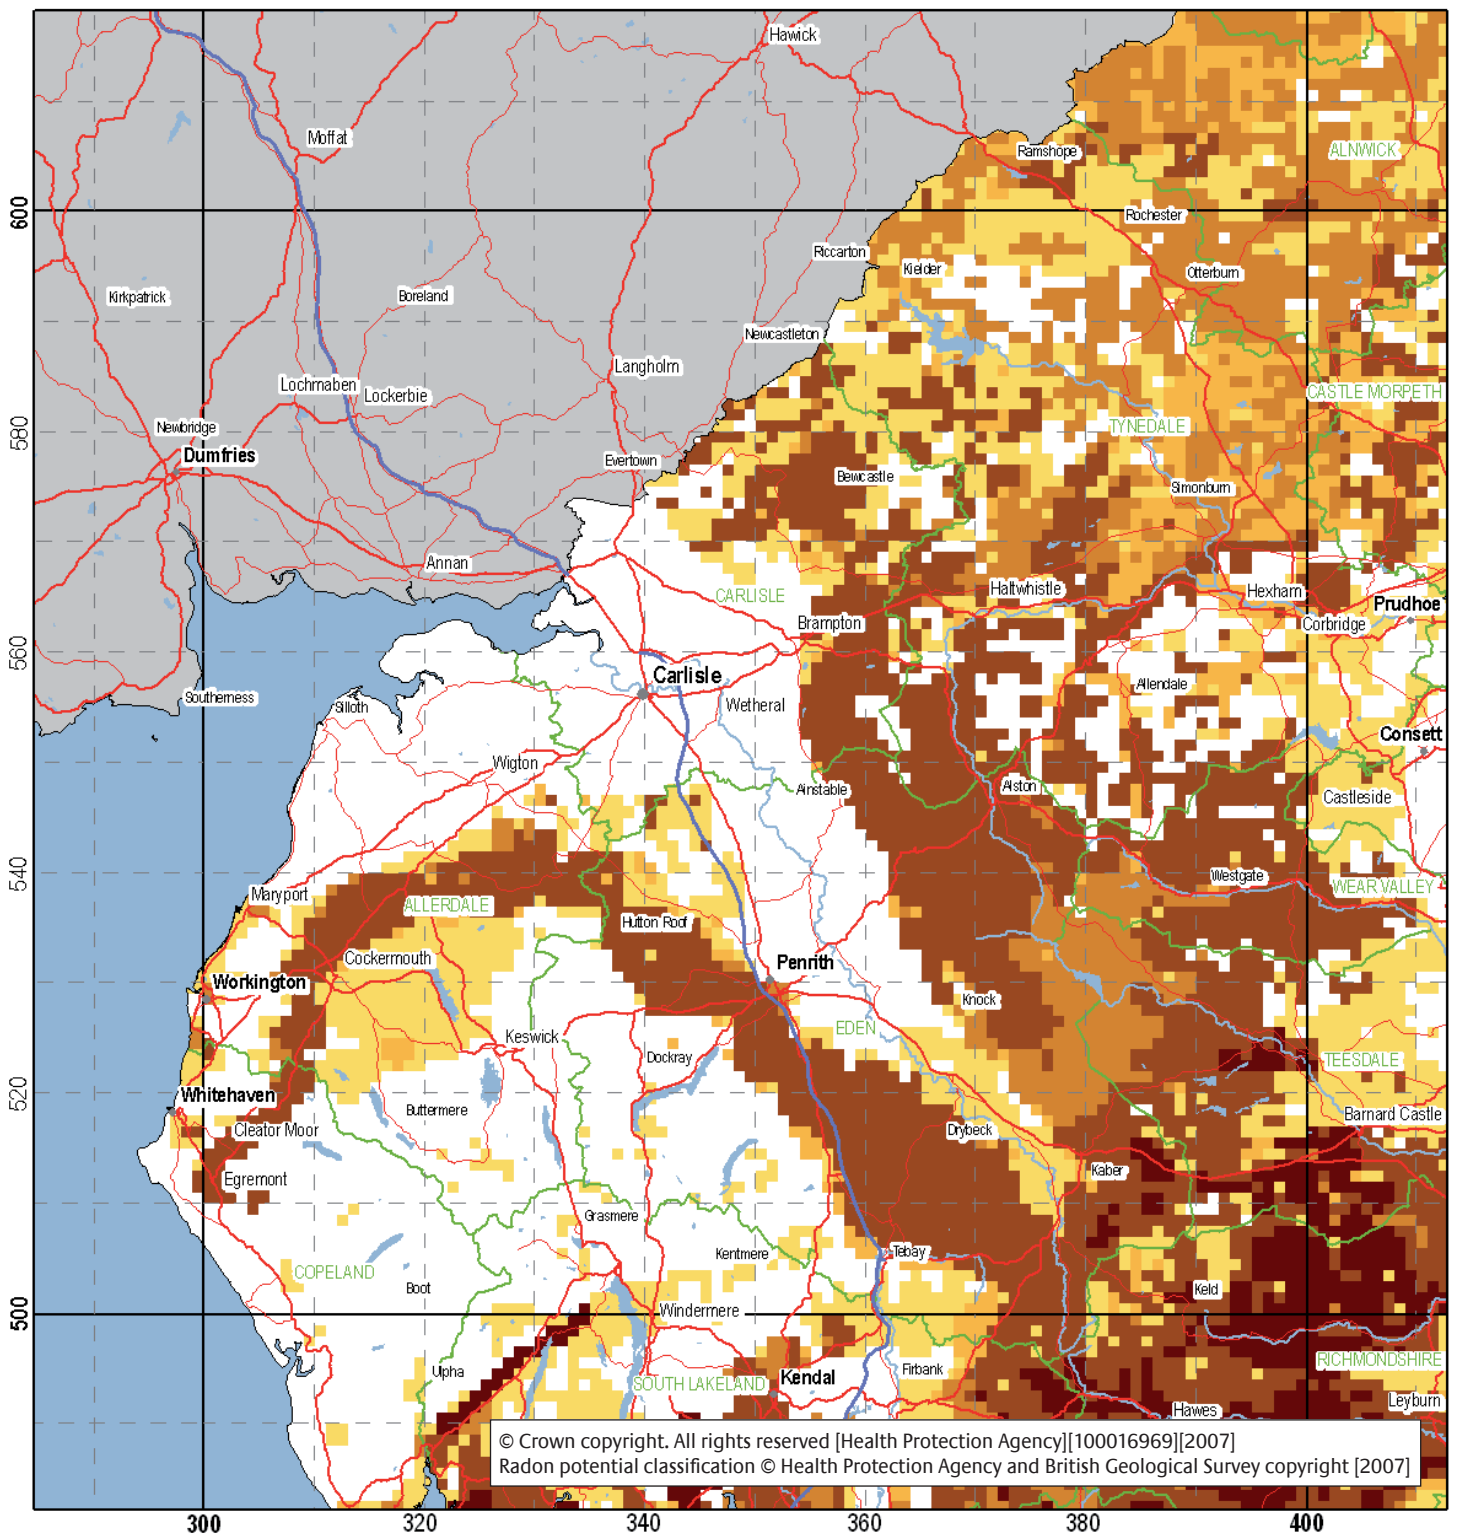 Hawick
Moffat
Ramshope
ALNWICK
600
Rochester
Riccarton
Kielder
Otterburn
Kirkpatrick
Boreland
Newcastleton
Langholm
Lochmaben
Lockerbie
CASTLE MORPETH
580
Newbridge
TYNEDALE
Dumfries
Evertown
Bewcastle
Simonburn
Annan
CARLISLE
Haltwhistle
Hexham
Prudhoe
Brampton
Corbridge
560
Carlisle
Allendale
Southerness
Silloth
Wetheral
Consett
Wigton
Ainstable
Alston
Castleside
540
Westgate
Maryport
WEAR VALLEY
ALLERDALE
Hutton Roof
Cockermouth
Penrith
Workington
Knock
Keswick
EDEN
Dockray
TEESDALE
520
Whitehaven
Buttermere
Barnard Castle
Cleator Moor
Drybeck
Kaber
Egremont
Grasmere
Kentmere
Tebay
COPELAND
Boot
Keld
500
Windermere
RICHMONDSHIRE
Ulpha
Firbank
SOUTH LAKELAND
Kendal
Leyburn
Hawes
© Crown copyright. All rights reserved [Health Protection Agency][100016969][2007]
Radon potential classification © Health Protection Agency and British Geological Survey copyright [2007]
300
320
340
360
380
400